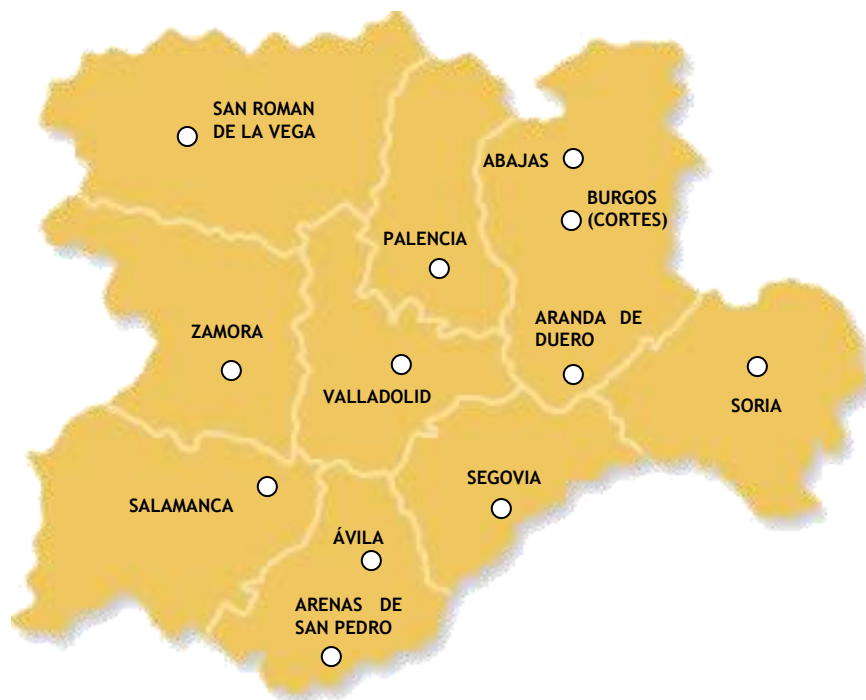 SAN ROMAN
DE LA VEGA
ABAJAS
BURGOS
(CORTES)
PALENCIA
ARANDA DE
DUERO
ZAMORA
VALLADOLID
SORIA
SEGOVIA
SALAMANCA
ÁVILA
ARENAS DE
SAN PEDRO